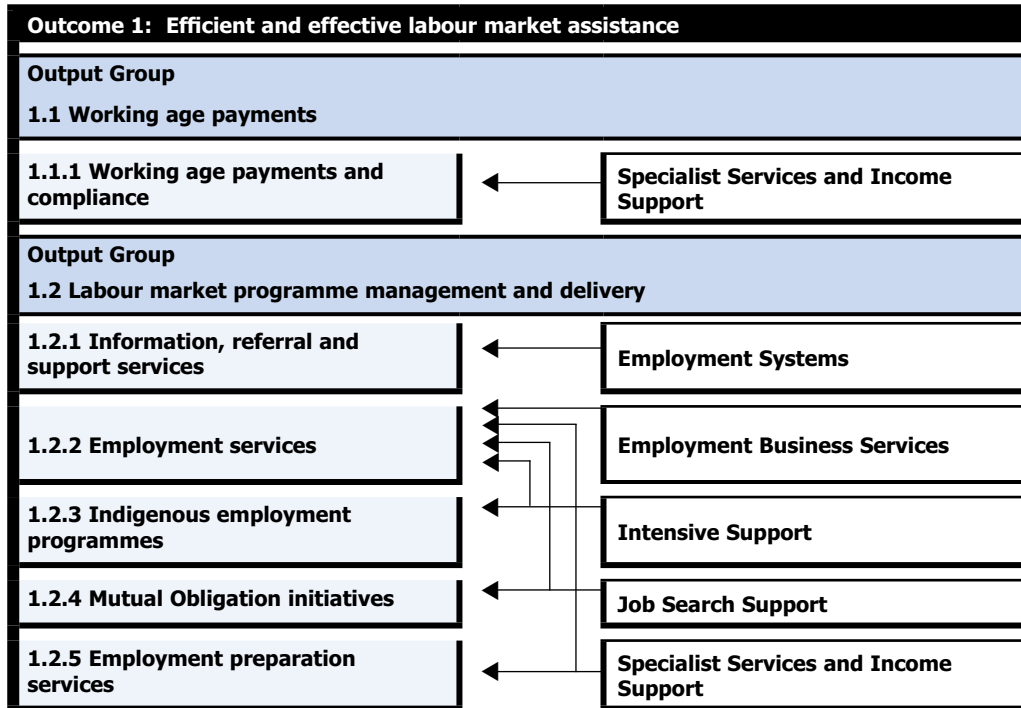 Outcome 1:  Efficient and effective labour market assistance
Output Group
1.1 Working age payments
1.1.1 Working age payments and
compliance
Specialist Services and Income
Support
Output Group
1.2 Labour market programme management and delivery
1.2.1 Information, referral and
support services
Employment Systems
1.2.2 Employment services
Employment Business Services
1.2.3 Indigenous employment
programmes
Intensive Support
1.2.4 Mutual Obligation initiatives
Job Search Support
1.2.5 Employment preparation
services
Specialist Services and Income
Support